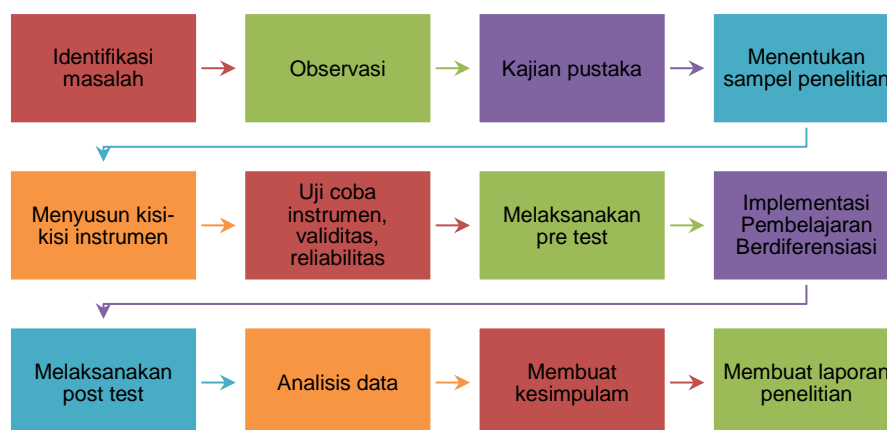 Identifikasi
masalah
Observasi
Kajian pustaka
Menentukan
sampel penelitian
Menyusun kisi-
kisi instrumen
Uji coba
instrumen,
validitas,
reliabilitas
Melaksanakan
pre test
Implementasi
Pembelajaran
Berdiferensiasi
Melaksanakan
post test
Analisis data
Membuat
kesimpulam
Membuat laporan
penelitian